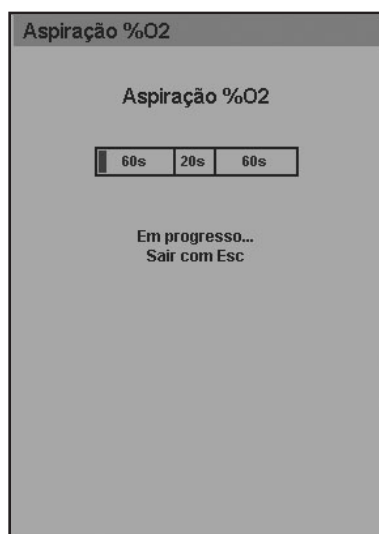 Aspiração %O2
Aspiração %O2
60s 20s 60s
Em progresso...
Sair com Esc